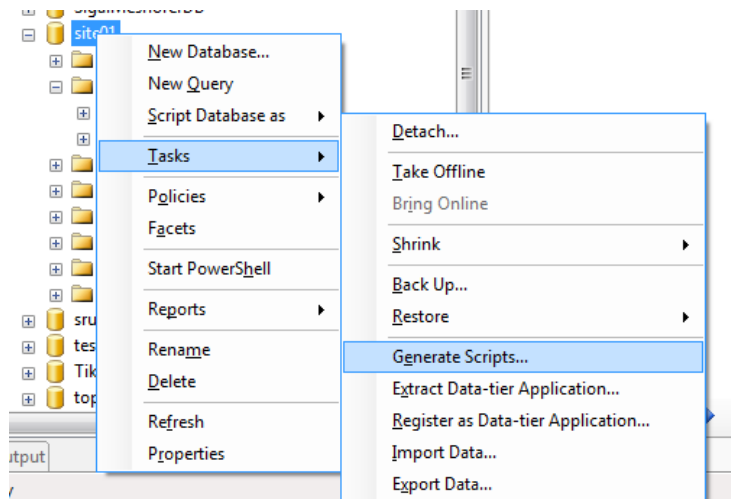 site01
New Database...
New Query
Script Database as
Tasks
Policies
Facets
Start PowerShell
Reports
Rename
Delete
Refresh
Properties
Detach...
Take Offline
Bring Online
Shrink
Back Up...
Restore
Generate Scripts...
Extract Data-tier Application...
Register as Data-tier Application...
Import Data...
Export Data...
sru
tes
Tik
top
utput